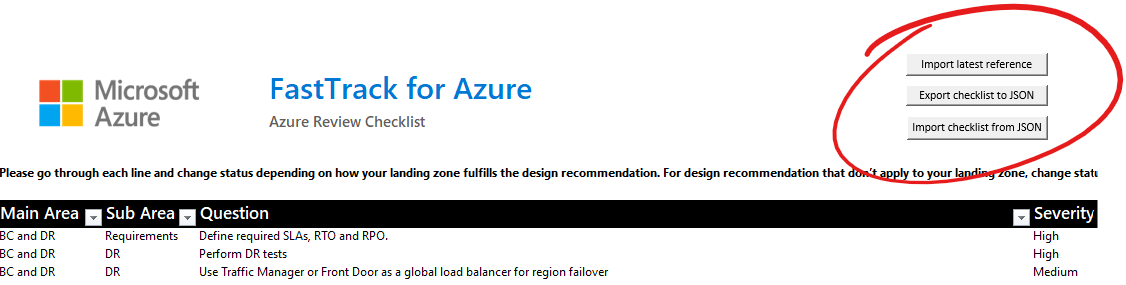 Microsoft
Azure
FastTrack for Azure
Azure Review Checklist
Import latest reference
Export checklist to JSON
Import checklist from JSON
Please go through each line and change status depending on how your landing zone fulfills the design recommendation. For design recommendation that don't apply to your landing zone, change statu
Main Area Sub Area Question Severity
BC and DR Requirements Define required SLAs, RTO and RPO. High
BC and DR DR Perform DR tests High
BC and DR DR Use Traffic Manager or Front Door as a global load balancer for region failover Medium